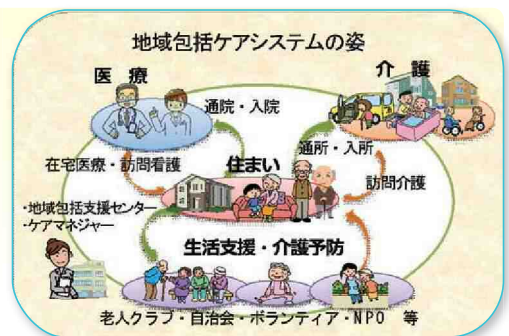 地域包括ケアシステムの姿
医療
介護
通院・入院
通所・入所
在宅医療・訪問看護
住まい
訪問介護
・地域包括支援センター
・ケアマネジャー
生活支援・介護予防
老人クラブ・自治会・ボランティア・NPO 等